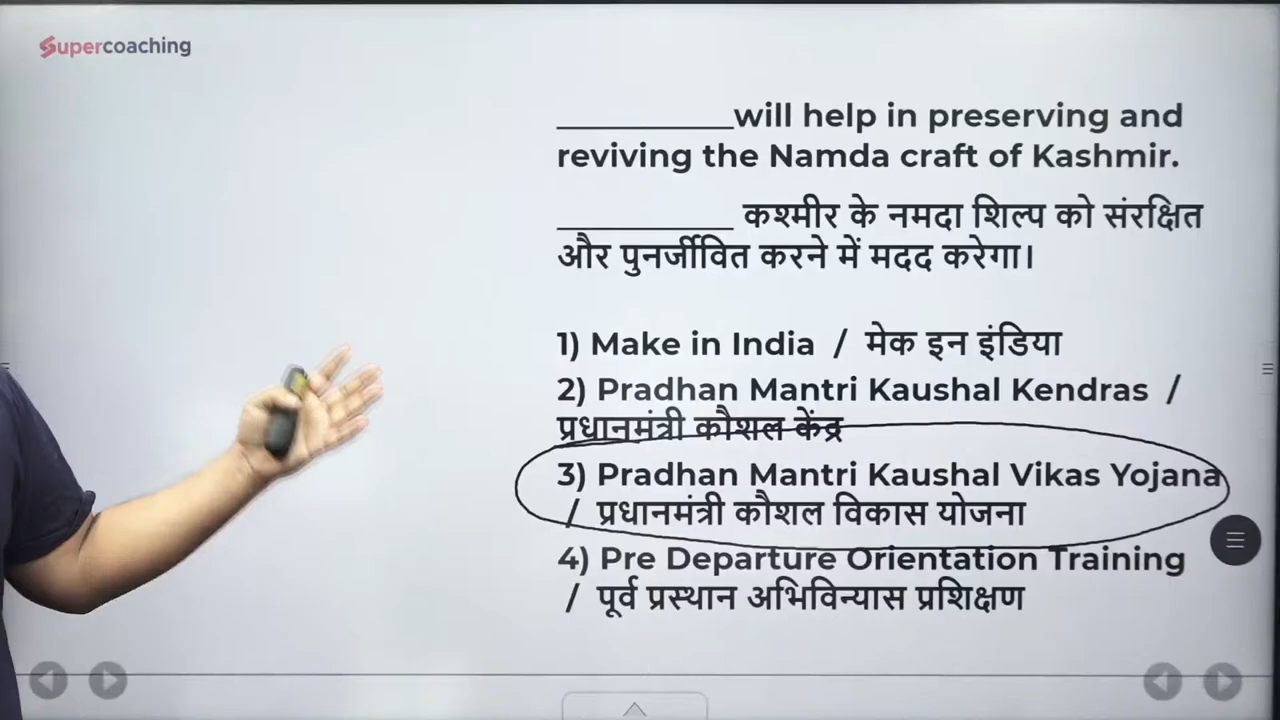 Supercoaching
__________will help in preserving and
reviving the Namda craft of Kashmir.
__________ कश्मीर के नमदा शिल्प को संरक्षित
और पुनर्जीवित करने में मदद करेगा।
1) Make in India / मेक इन इंडिया
2) Pradhan Mantri Kaushal Kendras /
प्रधानमंत्री कौशल केंद्र
3) Pradhan Mantri Kaushal Vikas Yojana
/ प्रधानमंत्री कौशल विकास योजना
4) Pre Departure Orientation Training
/ पूर्व प्रस्थान अभिविन्यास प्रशिक्षण